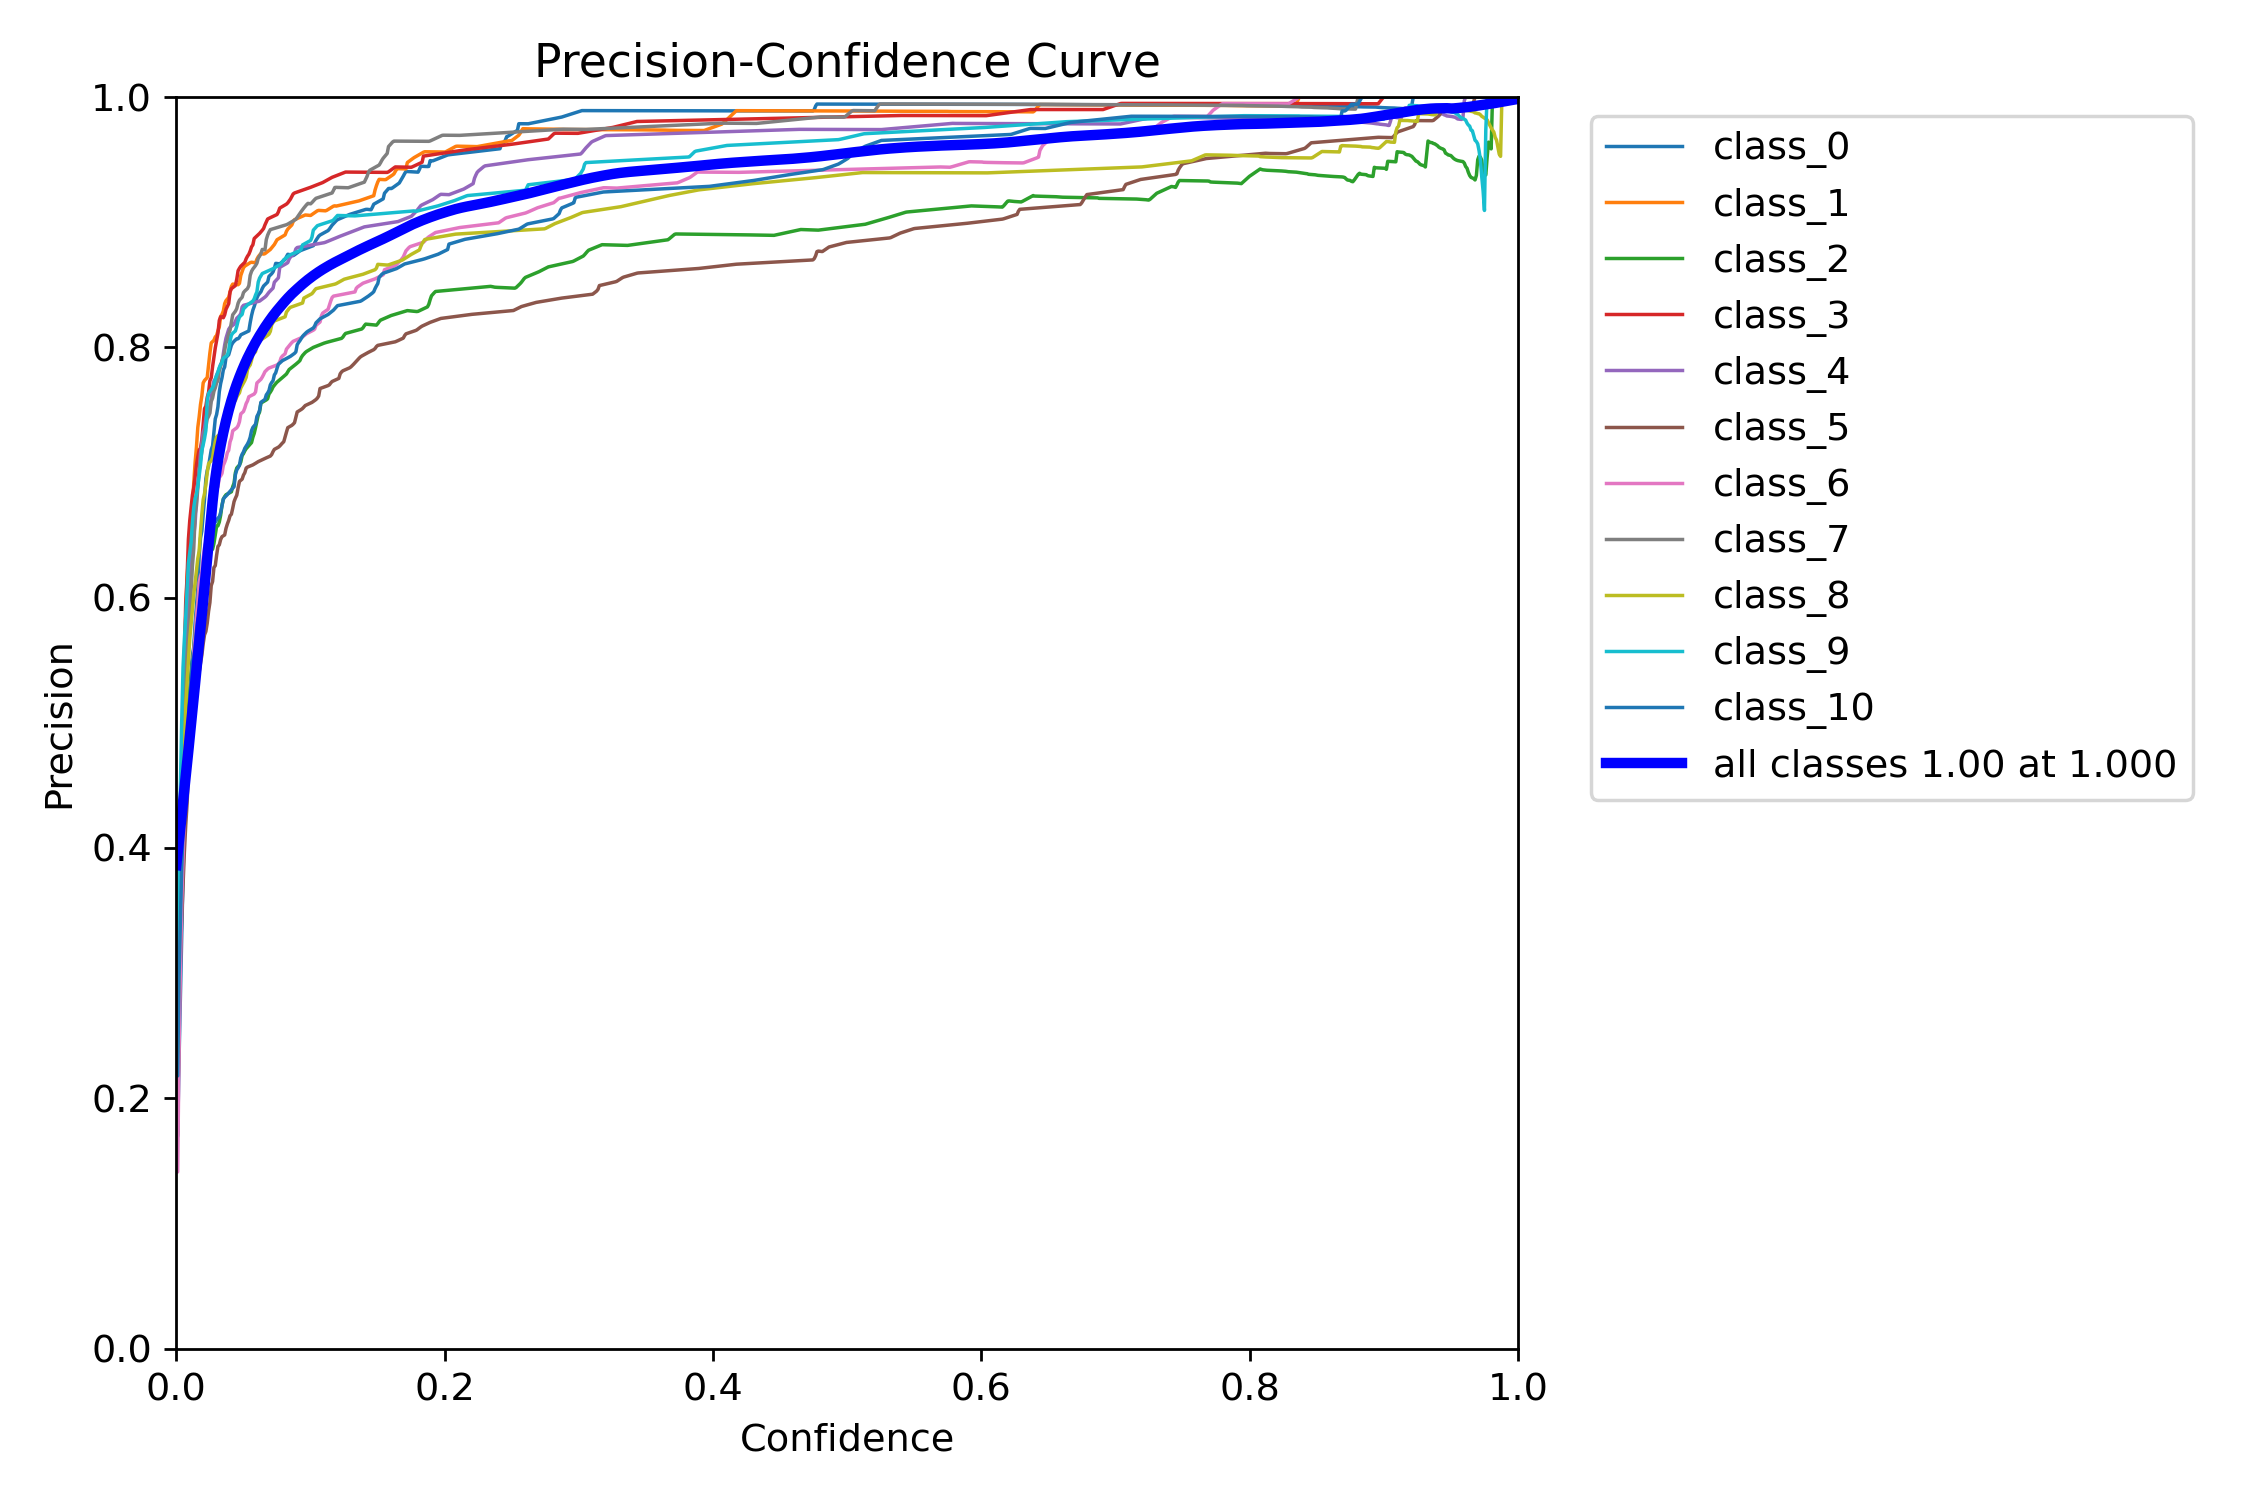 Precision-Confidence Curve
1.0
0.8
0.6
0.4
0.2
0.0
Precision
0.0 0.2 0.4 0.6 0.8 1.0
Confidence
class_0
class_1
class_2
class_3
class_4
class_5
class_6
class_7
class_8
class_9
class_10
all classes 1.00 at 1.000